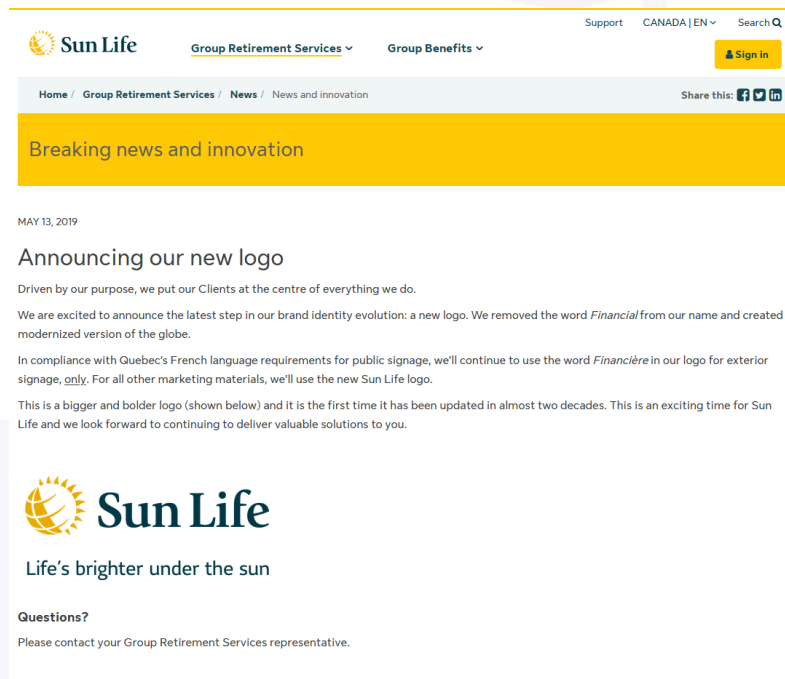 Support CANADA | EN Search
Sun Life Group Retirement Services Group Benefits
Sign in
Home / Group Retirement Services / News / News and innovation Share this:
Breaking news and innovation
MAY 13, 2019
Announcing our new logo
Driven by our purpose, we put our Clients at the centre of everything we do.
We are excited to announce the latest step in our brand identity evolution: a new logo. We removed the word Financial from our name and created
modernized version of the globe.
In compliance with Quebec's French language requirements for public signage, we'll continue to use the word Financière in our logo for exterior
signage, only. For all other marketing materials, we'll use the new Sun Life logo.
This is a bigger and bolder logo (shown below) and it is the first time it has been updated in almost two decades. This is an exciting time for Sun
Life and we look forward to continuing to deliver valuable solutions to you.
Sun Life
Life's brighter under the sun
Questions?
Please contact your Group Retirement Services representative.